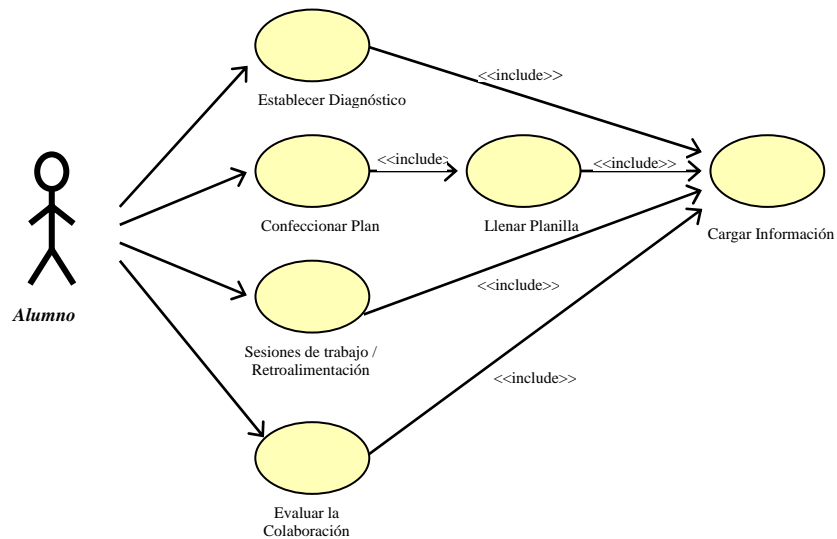 <<include>>
Establecer Diagnóstico
<<include>
<<include>>
Confeccionar Plan
Llenar Planilla
Cargar Información
Alumno
<<include>>
Sesiones de trabajo /
Retroalimentación
<<include>>
Evaluar la
Colaboración